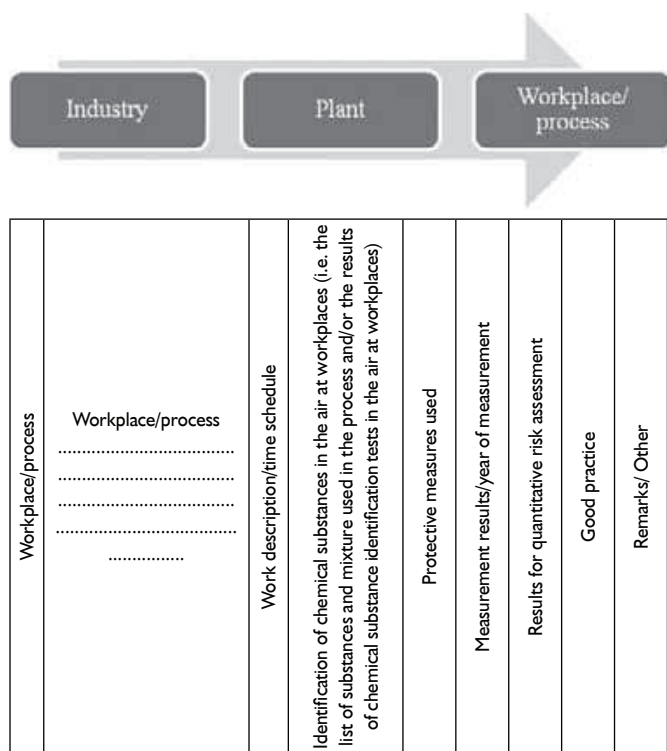 Industry
Plant
Workplace/
process
Workplace/process
Workplace/process
....................................
....................................
....................................
.....................................
...............
Work description/time schedule
Identification of chemical substances in the air at workplaces (i.e. the
list of substances and mixture used in the process and/or the results
of chemical substance identification tests in the air at workplaces)
Protective measures used
Measurement results/year of measurement
Results for quantitative risk assessment
Good practice
Remarks/ Other